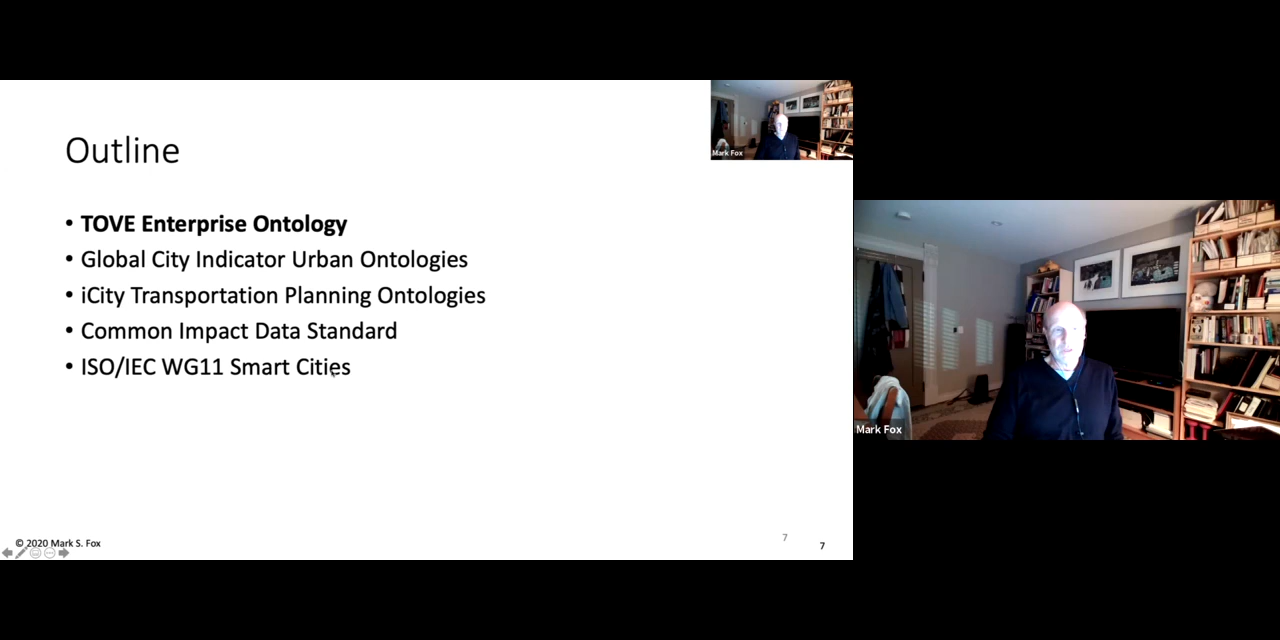 Outline
• TOVE Enterprise Ontology
• Global City Indicator Urban Ontologies
• iCity Transportation Planning Ontologies
• Common Impact Data Standard
• ISO/IEC WG11 Smart Cities
© 2020 Mark S. Fox
7
7
Mark Fox
Mark Fox